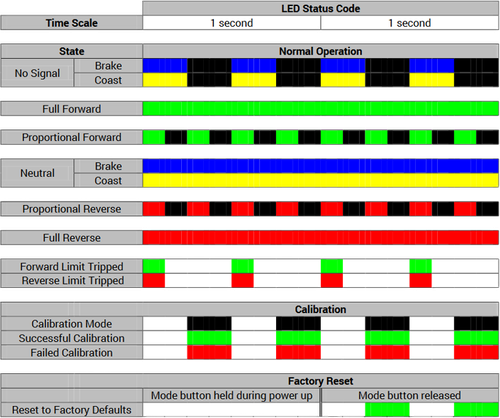 LED Status Code
Time Scale 1 second 1 second
State Normal Operation
No Signal Brake
Coast
Full Forward
Proportional Forward
Neutral Brake
Coast
Proportional Reverse
Full Reverse
Forward Limit Tripped
Reverse Limit Tripped
Calibration
Calibration Mode
Successful Calibration
Failed Calibration
Factory Reset
Mode button held during power up Mode button released
Reset to Factory Defaults